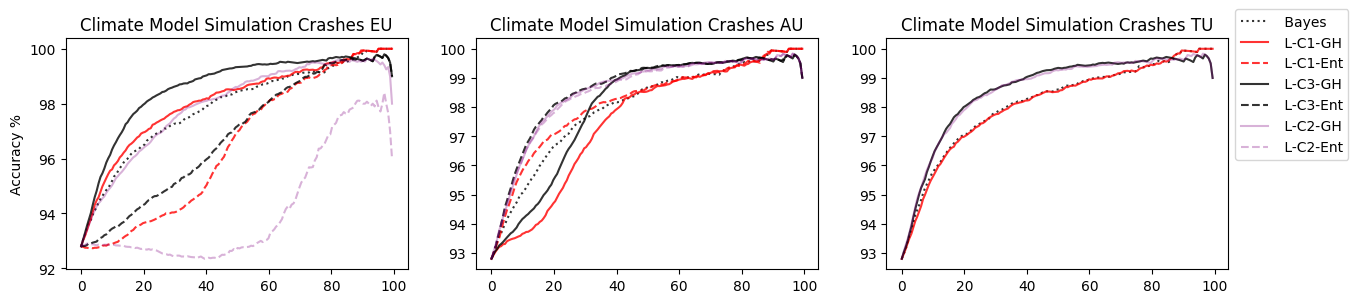 Climate Model Simulation Crashes EU
Accuracy %
100
98
96
94
92
0 20 40 60 80 100
Climate Model Simulation Crashes AU
100
99
98
97
96
95
94
93
0 20 40 60 80 100
Climate Model Simulation Crashes TU
100
99
98
97
96
95
94
93
0 20 40 60 80 100
Bayes
L-C1-GH
L-C1-Ent
L-C3-GH
L-C3-Ent
L-C2-GH
L-C2-Ent